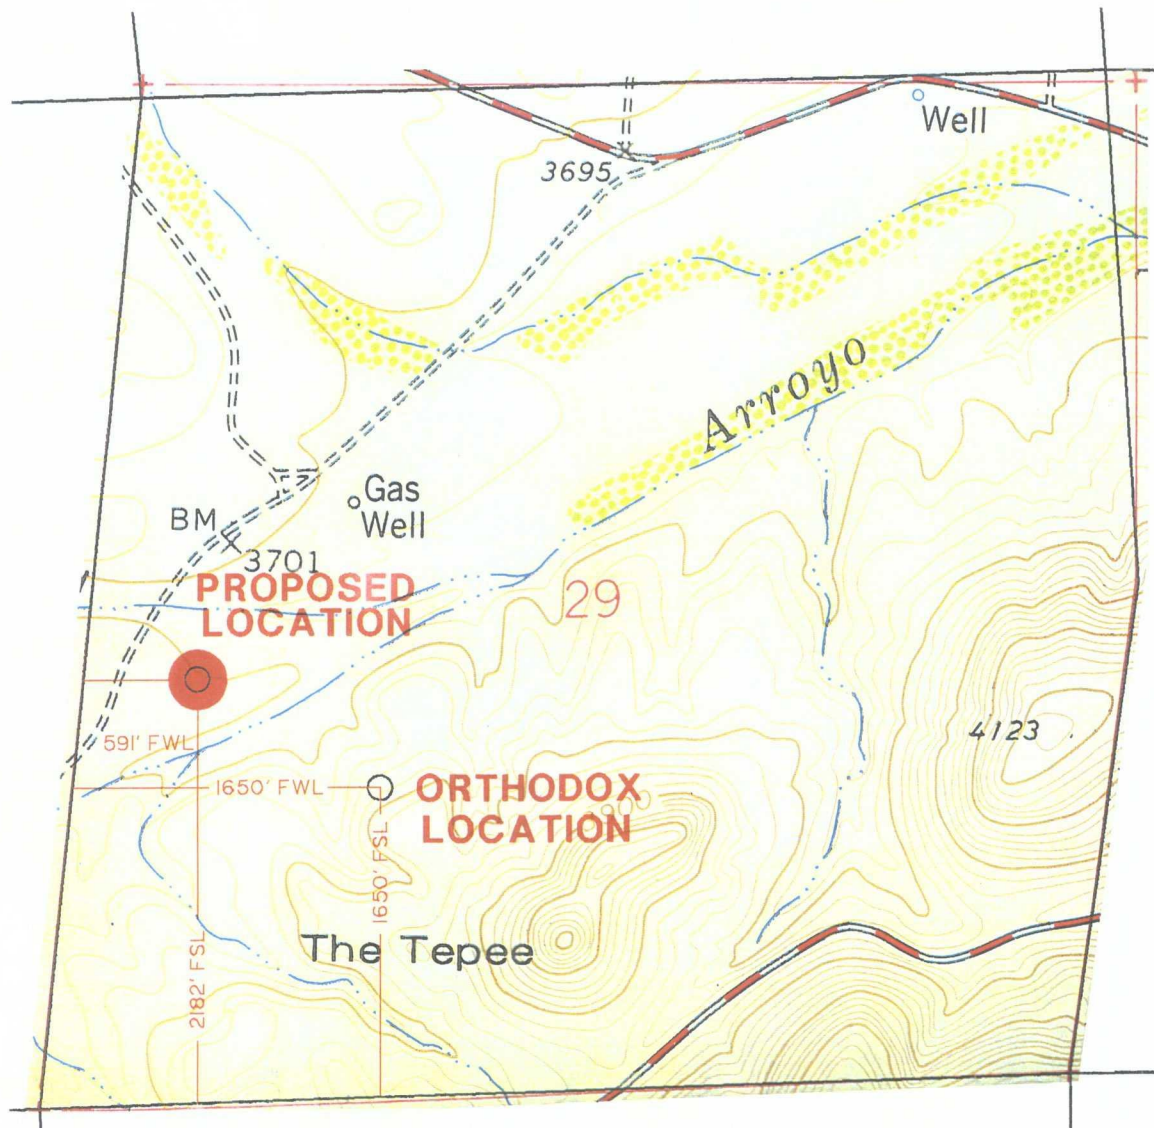 Well
3695
Arroyo
Gas
Well
BM
3701
PROPOSED
LOCATION
29
4123
591' FWL
1650' FWL
ORTHODOX
LOCATION
3900
1650' FSL
The Tepee
2182' FSL